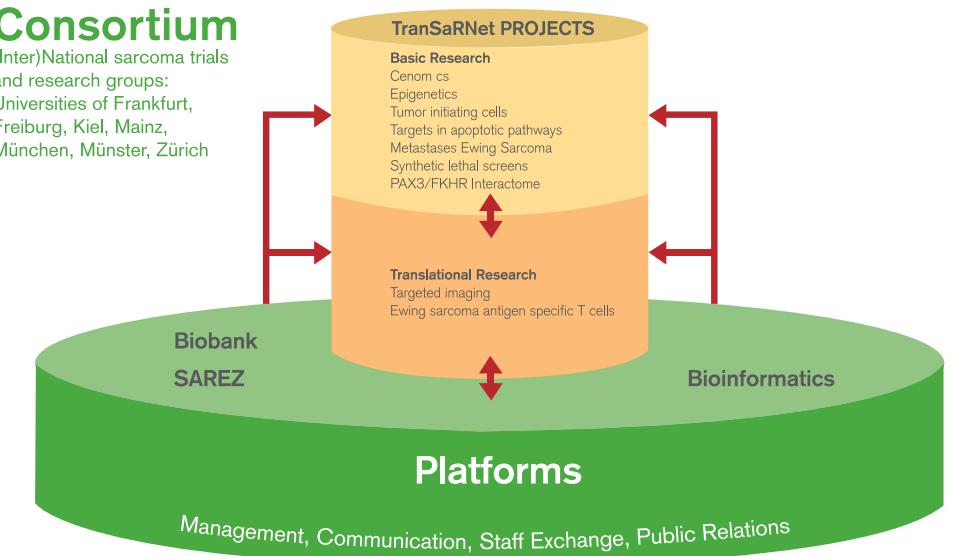 Consortium
(Inter)National sarcoma trials
and research groups:
Universities of Frankfurt,
Freiburg, Kiel, Mainz,
München, Münster, Zürich
TranSaRNet PROJECTS
Basic Research
Cenom cs
Epigenetics
Tumor initiating cells
Targets in apoptotic pathways
Metastases Ewing Sarcoma
Synthetic lethal screens
PAX3/FKHR Interactome
Translational Research
Targeted imaging
Ewing sarcoma antigen specific T cells
Biobank
SAREZ
Bioinformatics
Platforms
Management, Communication, Staff Exchange, Public Relations